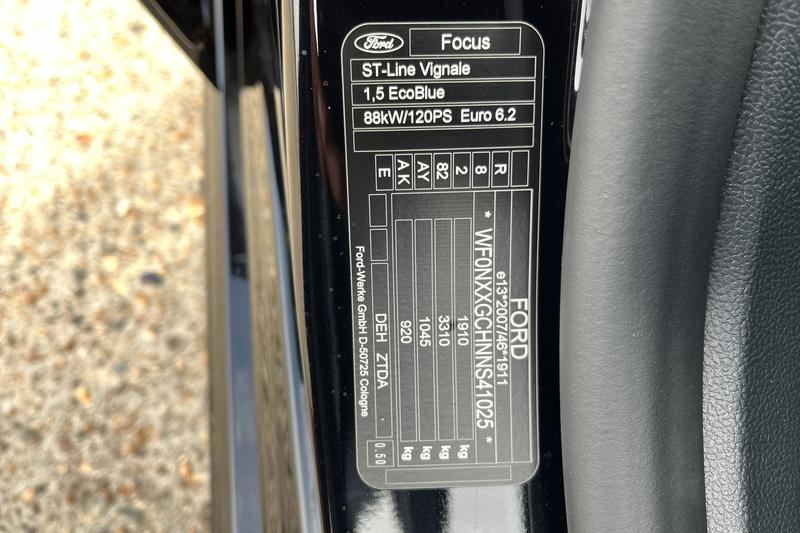 Ford
Focus
ST-Line Vignale
1,5 EcoBlue
88kW/120PS Euro 6.2
E
AK
AY
82
2
8
R
FORD
e13*2007/46*1911
* WF0NXXGCHNNS41025 *
1910 kg
3310 kg
1045 kg
920 kg
DEH ZTDA . 0.50
Ford-Werke GmbH D-50725 Cologne